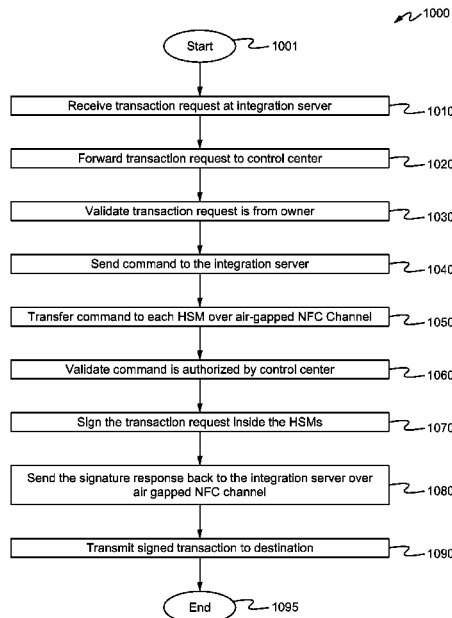 1000
Start
1001
Receive transaction request at integration server
1010
Forward transaction request to control center
1020
Validate transaction request is from owner
1030
Send command to the integration server
1040
Transfer command to each HSM over air-gapped NFC Channel
1050
Validate command is authorized by control center
1060
Sign the transaction request inside the HSMs
1070
Send the signature response back to the integration server over
air gapped NFC channel
1080
Transmit signed transaction to destination
1090
End
1095